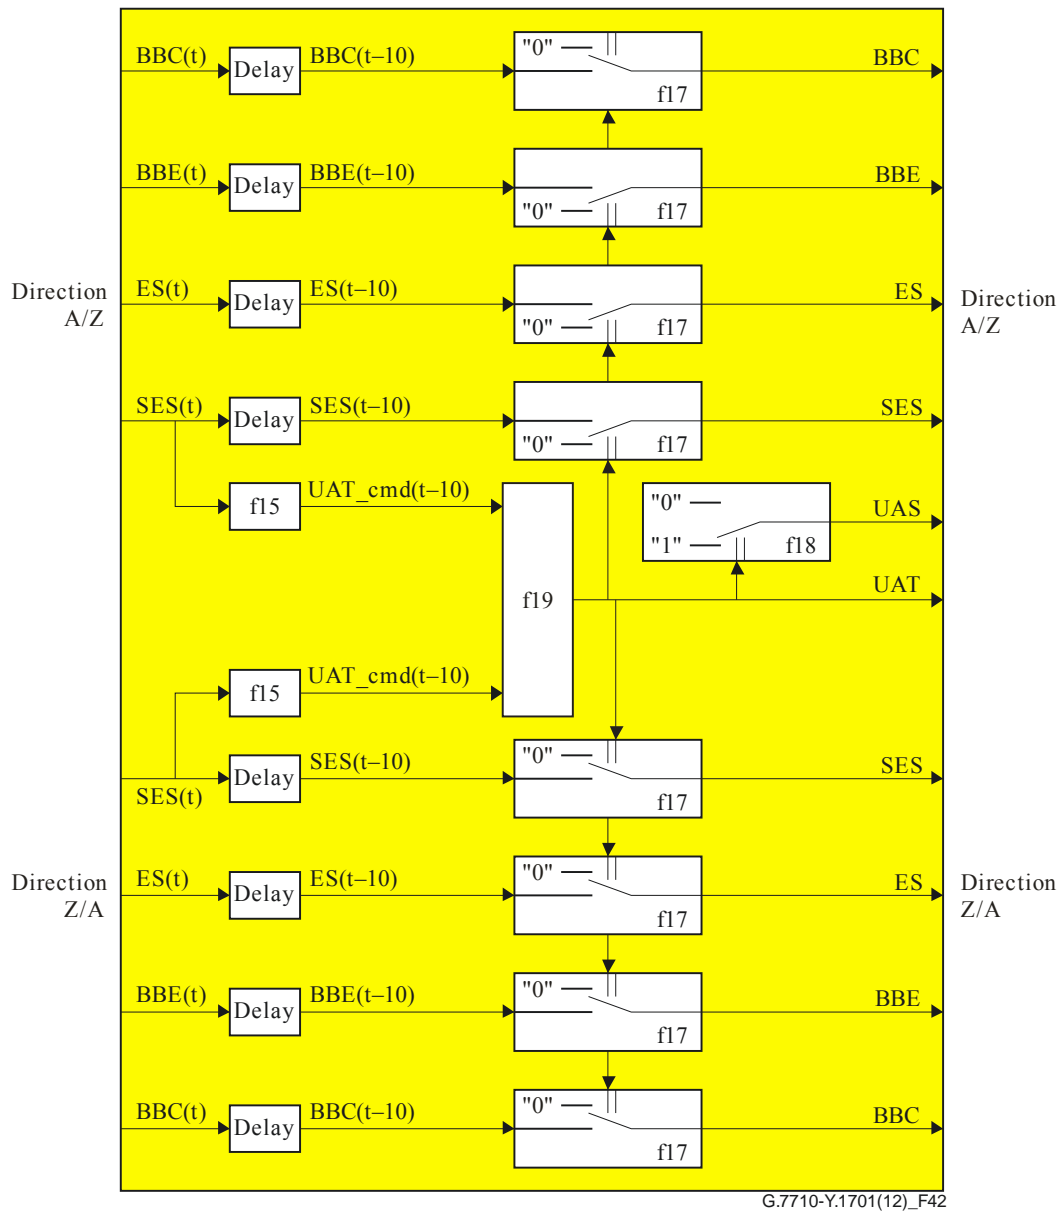 BBC(t)
Delay
BBC(t–10)
"0"
f17
BBC
BBE(t)
Delay
BBE(t–10)
"0"
f17
BBE
Direction
A/Z
ES(t)
Delay
ES(t–10)
"0"
f17
ES
Direction
A/Z
SES(t)
Delay
SES(t–10)
"0"
f17
SES
f15
UAT_cmd(t–10)
"0"
"1"
f18
UAS
f19
UAT
f15
UAT_cmd(t–10)
SES(t)
Delay
SES(t–10)
"0"
f17
SES
Direction
Z/A
ES(t)
Delay
ES(t–10)
"0"
f17
ES
Direction
Z/A
BBE(t)
Delay
BBE(t–10)
"0"
f17
BBE
BBC(t)
Delay
BBC(t–10)
"0"
f17
BBC
G.7710-Y.1701(12)_F42